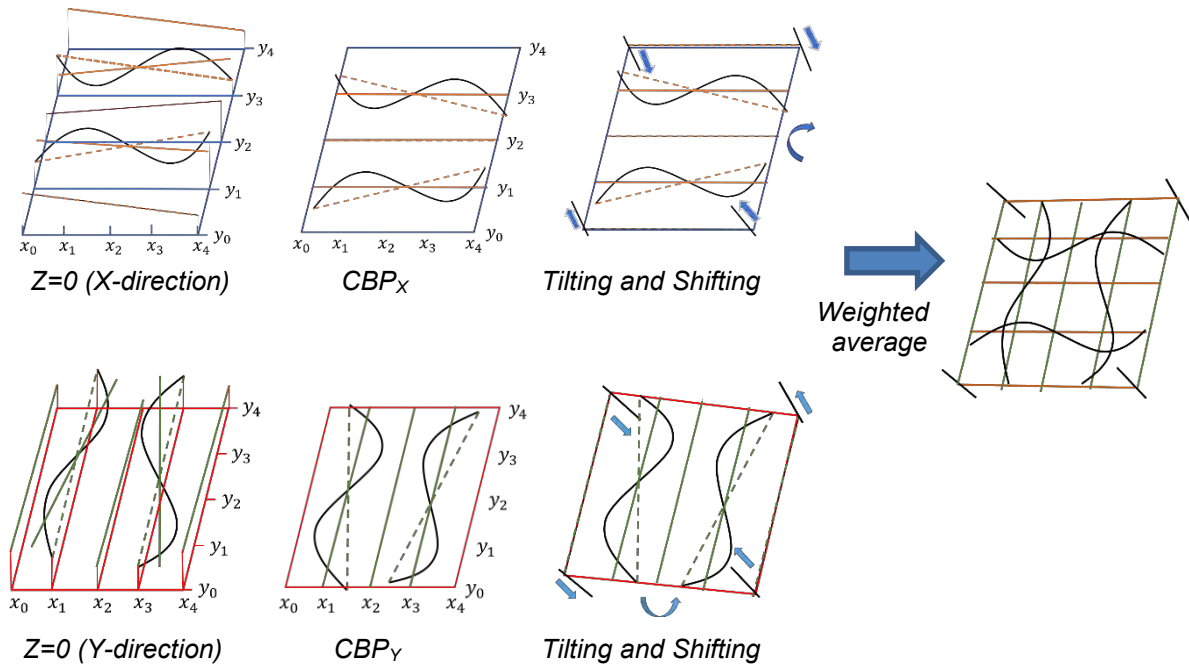 y₄
y₃
y₂
y₁
y₀
x₀ x₁ x₂ x₃ x₄
Z=0 (X-direction)
y₄
y₃
y₂
y₁
y₀
x₀ x₁ x₂ x₃ x₄
CBP_X
Tilting and Shifting
Weighted
average
y₄
y₃
y₂
y₁
y₀
x₀ x₁ x₂ x₃ x₄
Z=0 (Y-direction)
y₄
y₃
y₂
y₁
y₀
x₀ x₁ x₂ x₃ x₄
CBP_Y
Tilting and Shifting